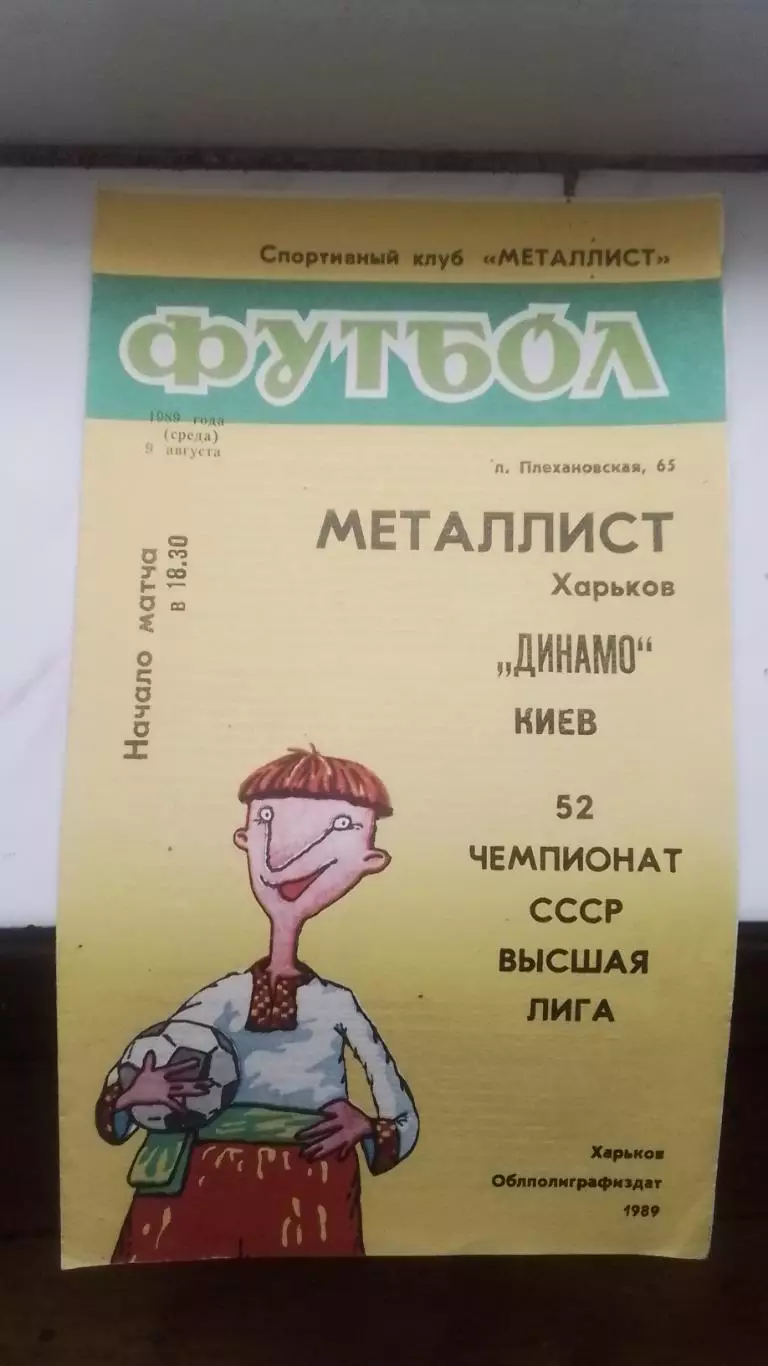 Спортивный клуб «МЕТАЛЛИСТ»
ФУТБОЛ
1989 года
(среда)
9 августа
л. Плехановская, 65
Начало матча
в 18.30
МЕТАЛЛИСТ
Харьков
„ДИНАМО“
КИЕВ
52
ЧЕМПИОНАТ
СССР
ВЫСШАЯ
ЛИГА
Харьков
Облполиграфиздат
1989